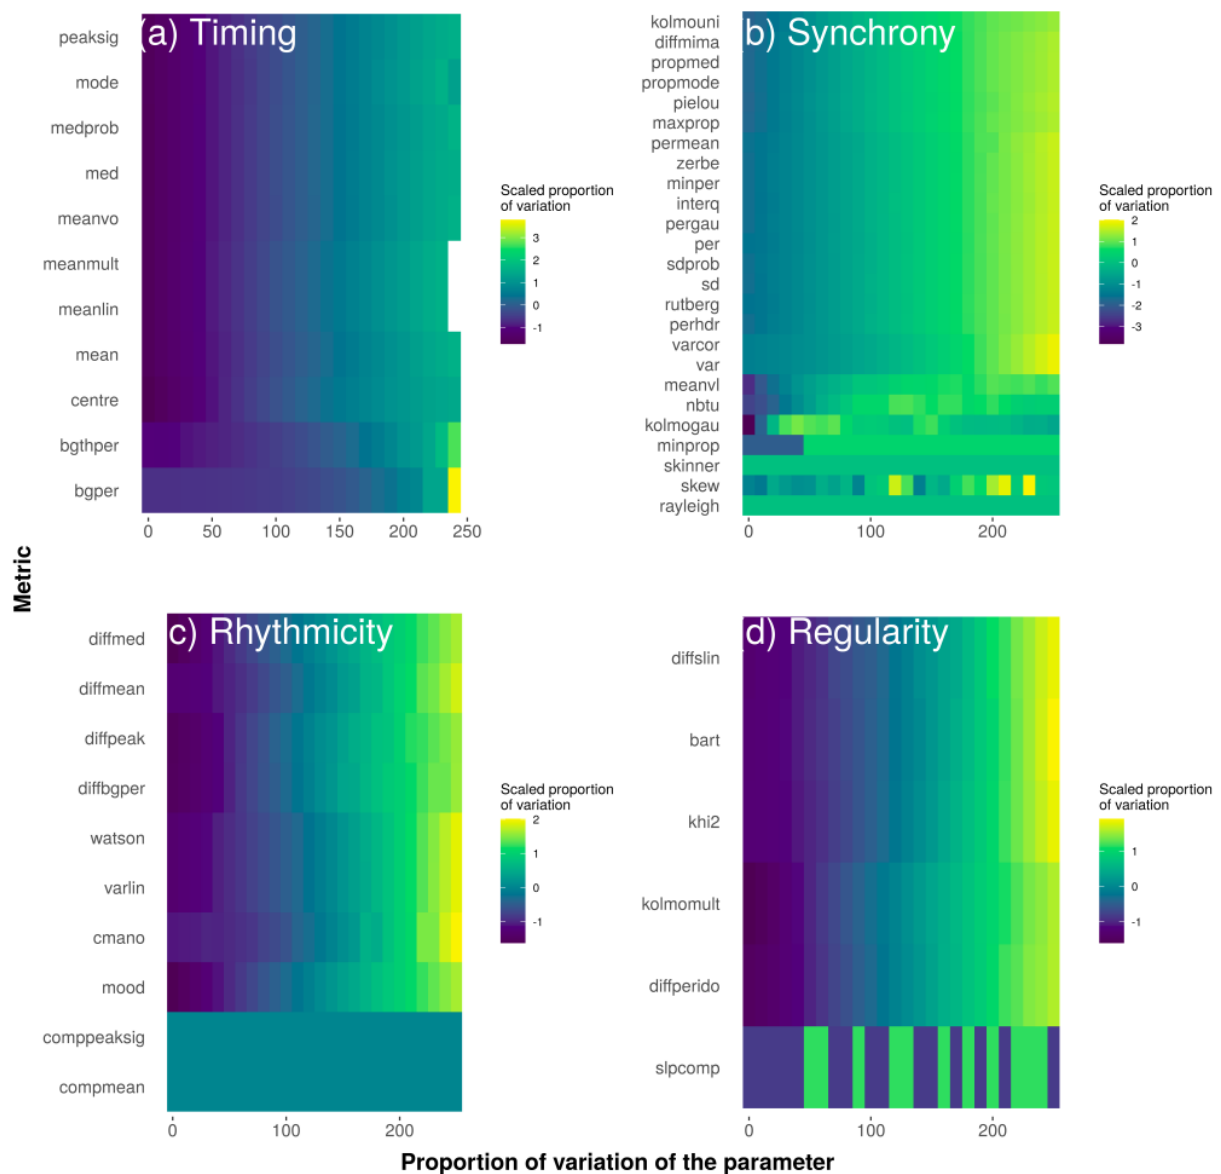 (a) Timing
peaksig
mode
medprob
med
meanvo
meanmult
meanlin
mean
centre
bgthper
bgper
0 50 100 150 200 250
Scaled proportion
of variation
3
2
1
0
-1
b) Synchrony
kolmouni
diffmima
propmed
propmode
pielou
maxprop
permean
zerbe
minper
interq
pergau
per
sdprob
sd
rutberg
perhdr
varcor
var
meanvl
nbtu
kolmogau
minprop
skinner
skew
rayleigh
0 100 200
Scaled proportion
of variation
2
1
0
-1
-2
-3
Metric
c) Rhythmicity
diffmed
diffmean
diffpeak
diffbgper
watson
varlin
cmano
mood
comppeaksig
compmean
0 100 200
Scaled proportion
of variation
2
1
0
-1
d) Regularity
diffslin
bart
khi2
kolmomult
diffperido
slpcomp
0 100 200
Scaled proportion
of variation
1
0
-1
Proportion of variation of the parameter